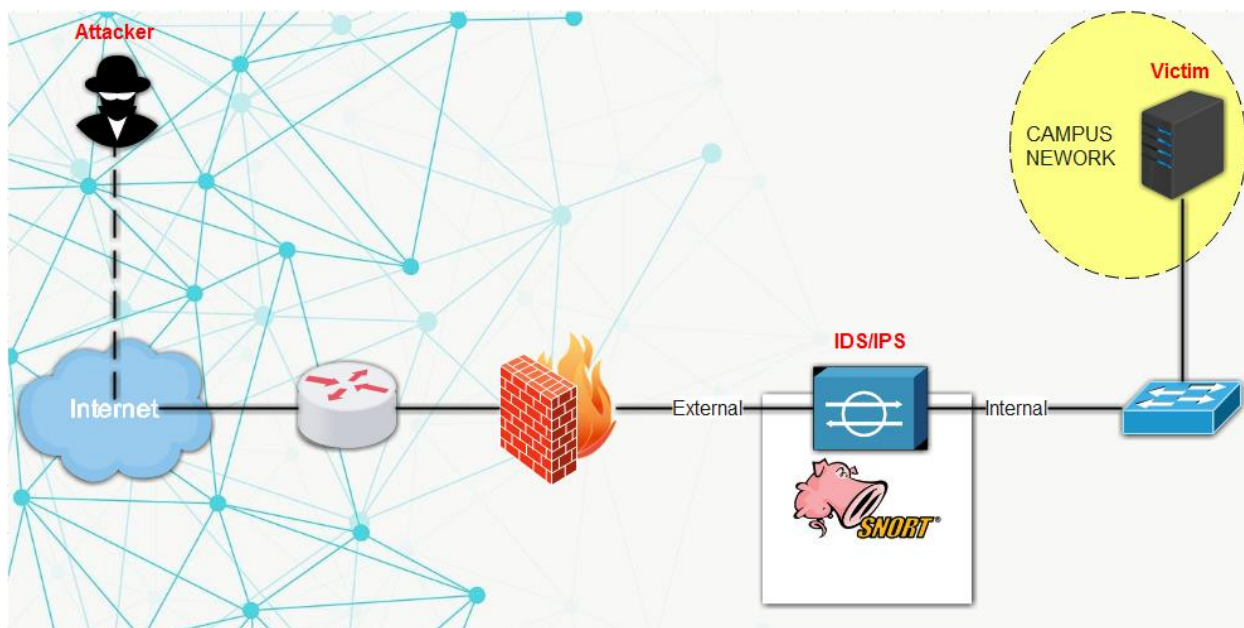 Attacker
Victim
CAMPUS
NEWORK
IDS/IPS
Internet
External
Internal
SNORT®